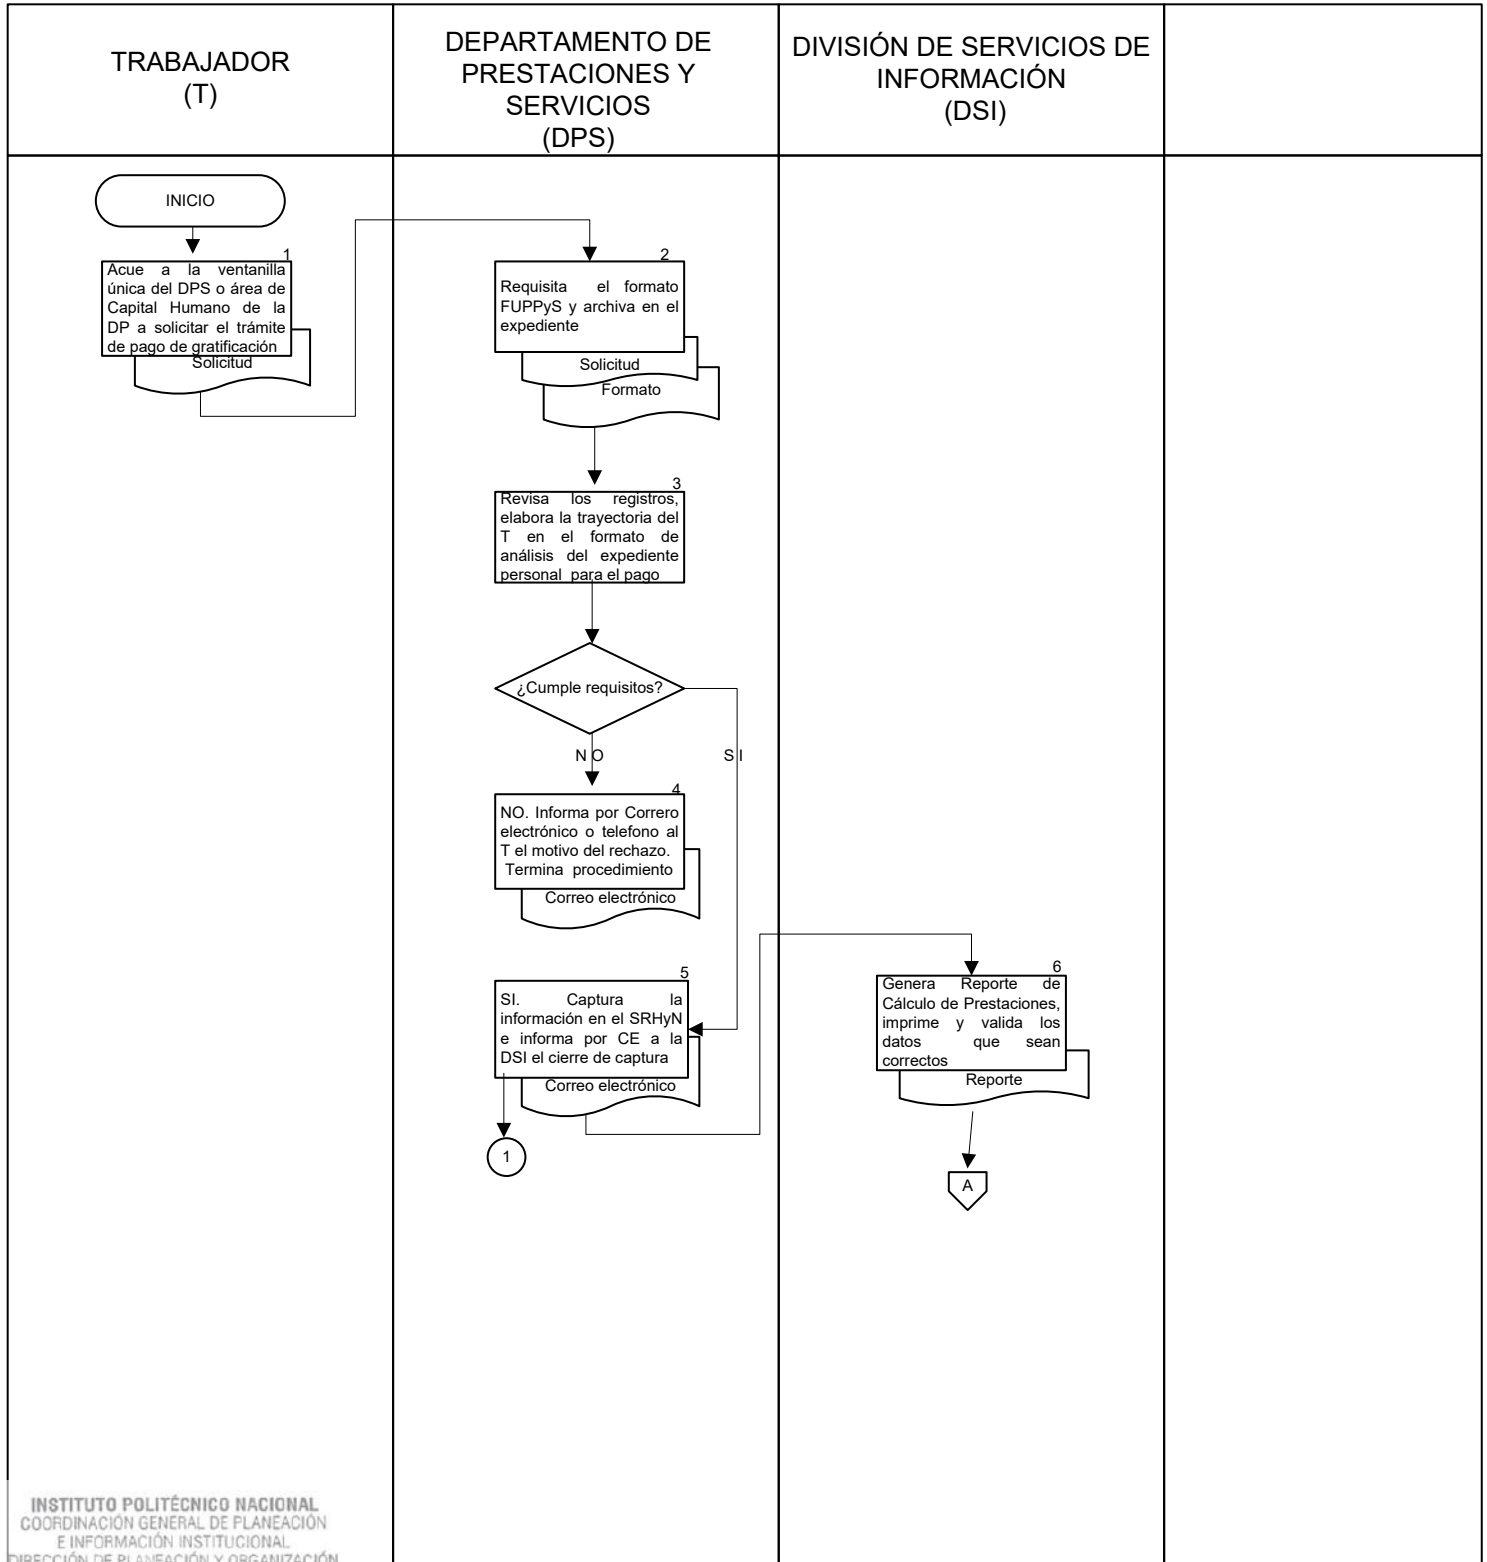 TRABAJADOR
(T)
DEPARTAMENTO DE
PRESTACIONES Y
SERVICIOS
(DPS)
DIVISIÓN DE SERVICIOS DE
INFORMACIÓN
(DSI)
INICIO
1
Acue a la ventanilla
única del DPS o área de
Capital Humano de la
DP a solicitar el trámite
de pago de gratificación
Solicitud
2
Requisita el formato
FUPPyS y archiva en el
expediente
Solicitud
Formato
3
Revisa los registros,
elabora la trayectoria del
T en el formato de
análisis del expediente
personal para el pago
¿Cumple requisitos?
NO
SI
4
NO. Informa por Correro
electrónico o telefono al
T el motivo del rechazo.
Termina procedimiento
Correo electrónico
5
SI. Captura la
información en el SRHyN
e informa por CE a la
DSI el cierre de captura
Correo electrónico
1
6
Genera Reporte de
Cálculo de Prestaciones,
imprime y valida los
datos que sean
correctos
Reporte
A
INSTITUTO POLITÉCNICO NACIONAL
COORDINACIÓN GENERAL DE PLANEACIÓN
E INFORMACIÓN INSTITUCIONAL
DIRECCIÓN DE PLANEACIÓN Y ORGANIZACIÓN